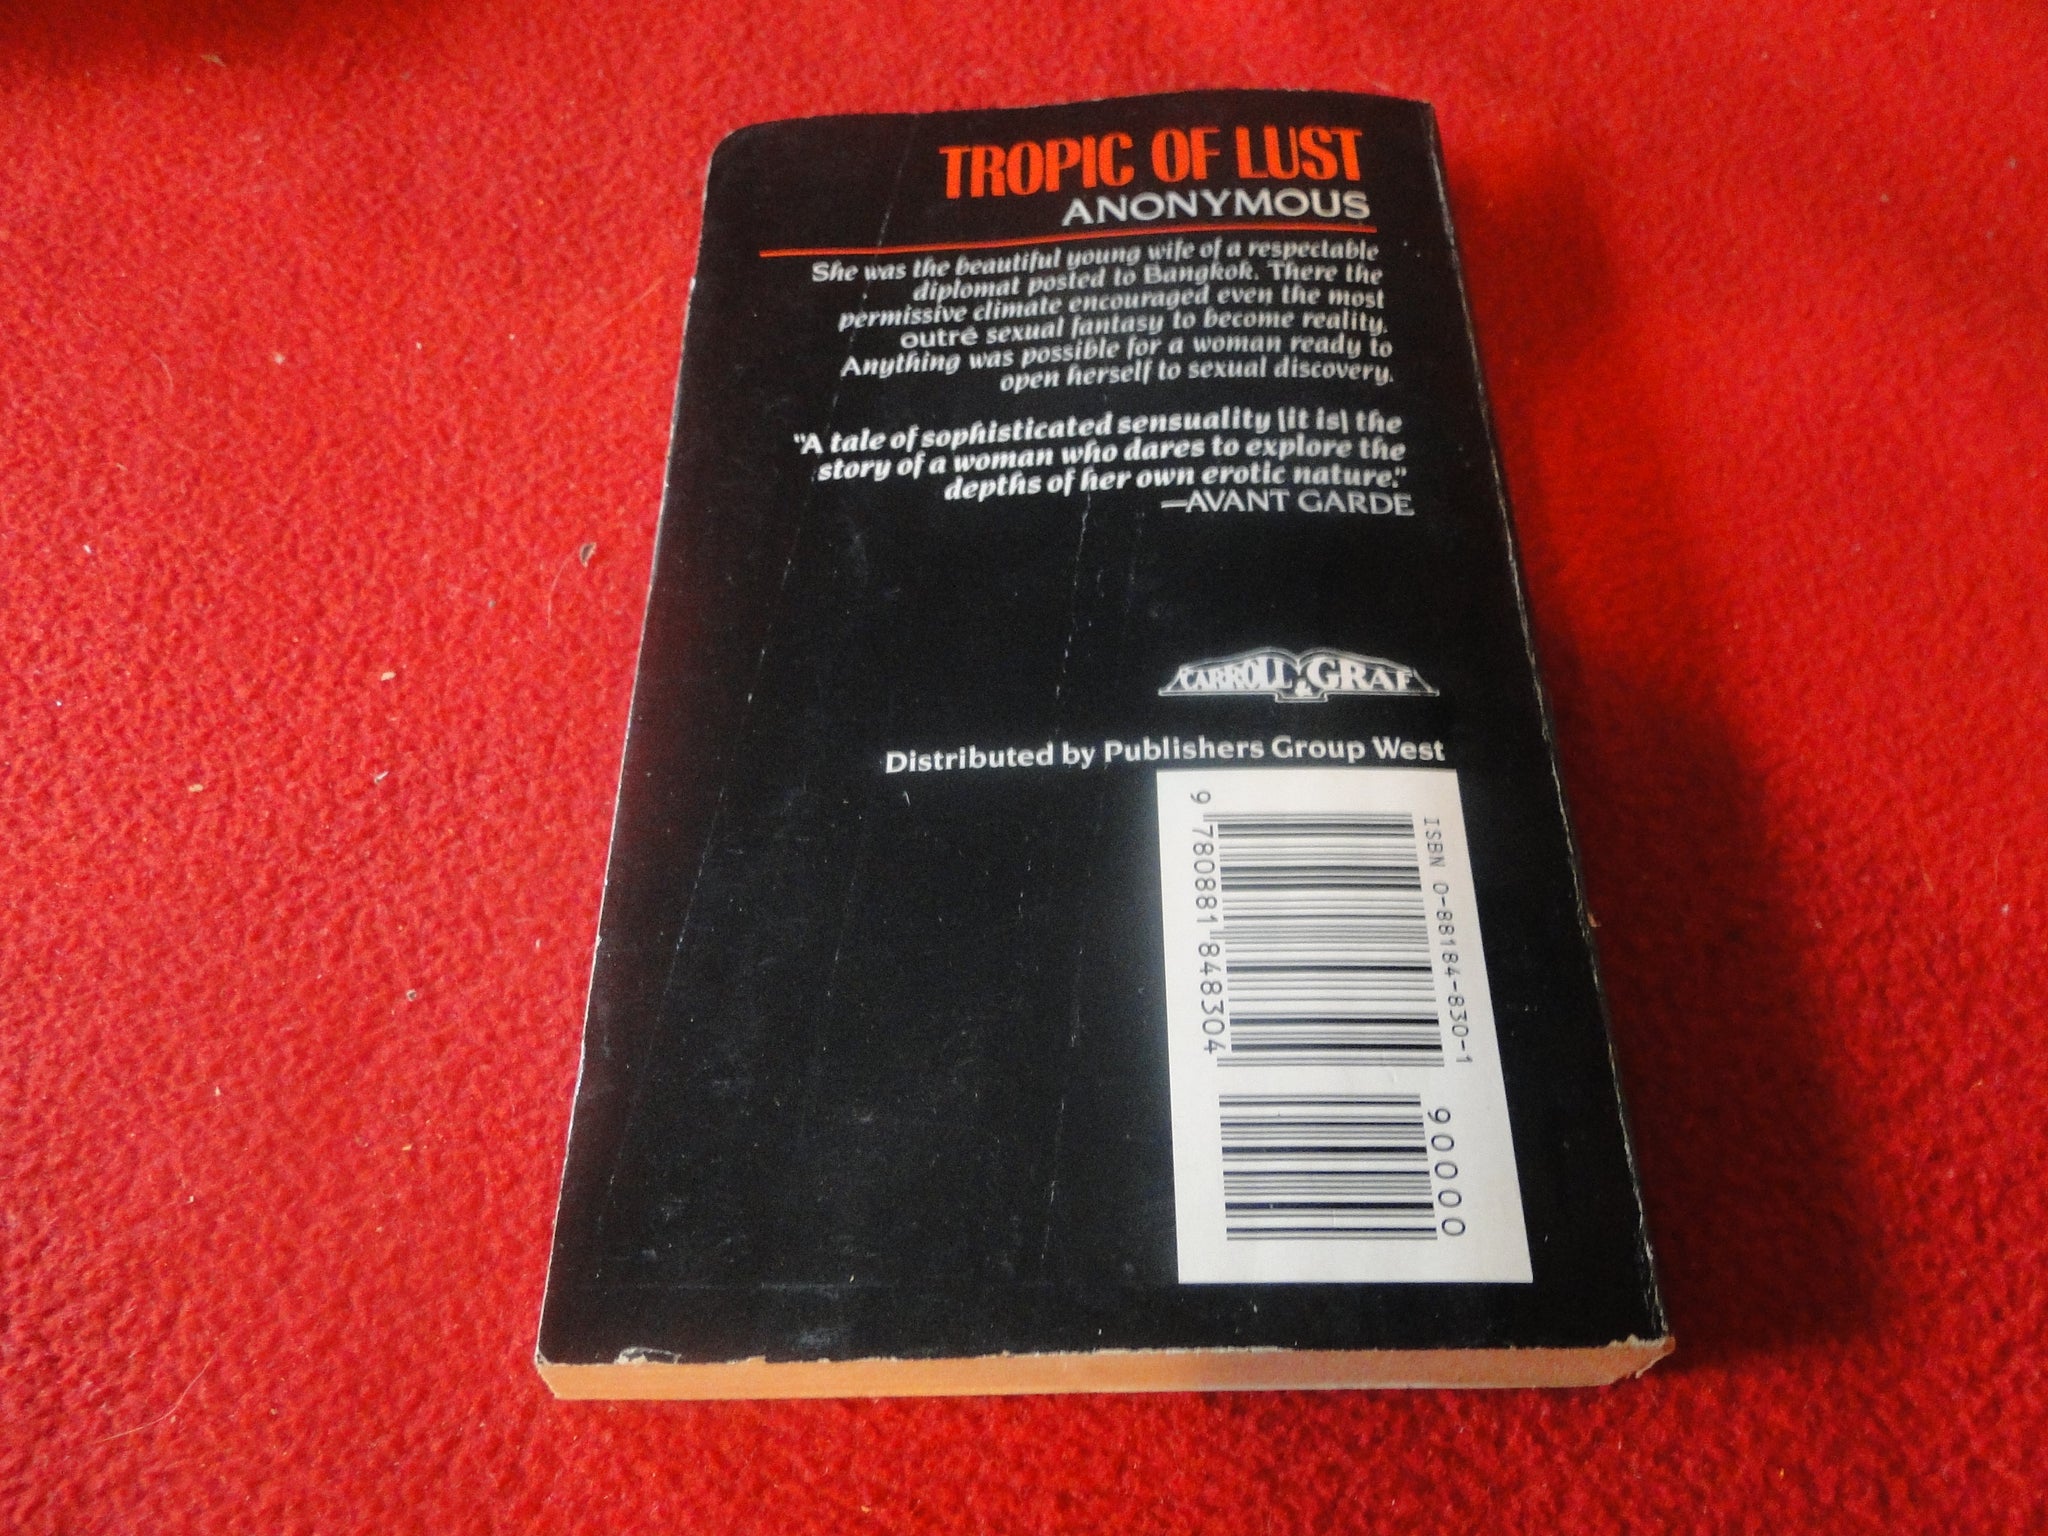 TROPIC OF LUST
ANONYMOUS
She was the beautiful young wife of a respectable
diplomat posted to Bangkok. There the
permissive climate encouraged even the most
outré sexual fantasy to become reality.
Anything was possible for a woman ready to
open herself to sexual discovery.
"A tale of sophisticated sensuality [it is] the
story of a woman who dares to explore the
depths of her own erotic nature."
—AVANT GARDE
CARROLL & GRAF
Distributed by Publishers Group West
ISBN 0-88184-830-1
9 780881 848304
90000